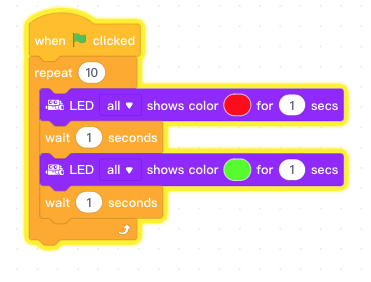 when clicked
repeat 10
LED all shows color for 1 secs
wait 1 seconds
LED all shows color for 1 secs
wait 1 seconds